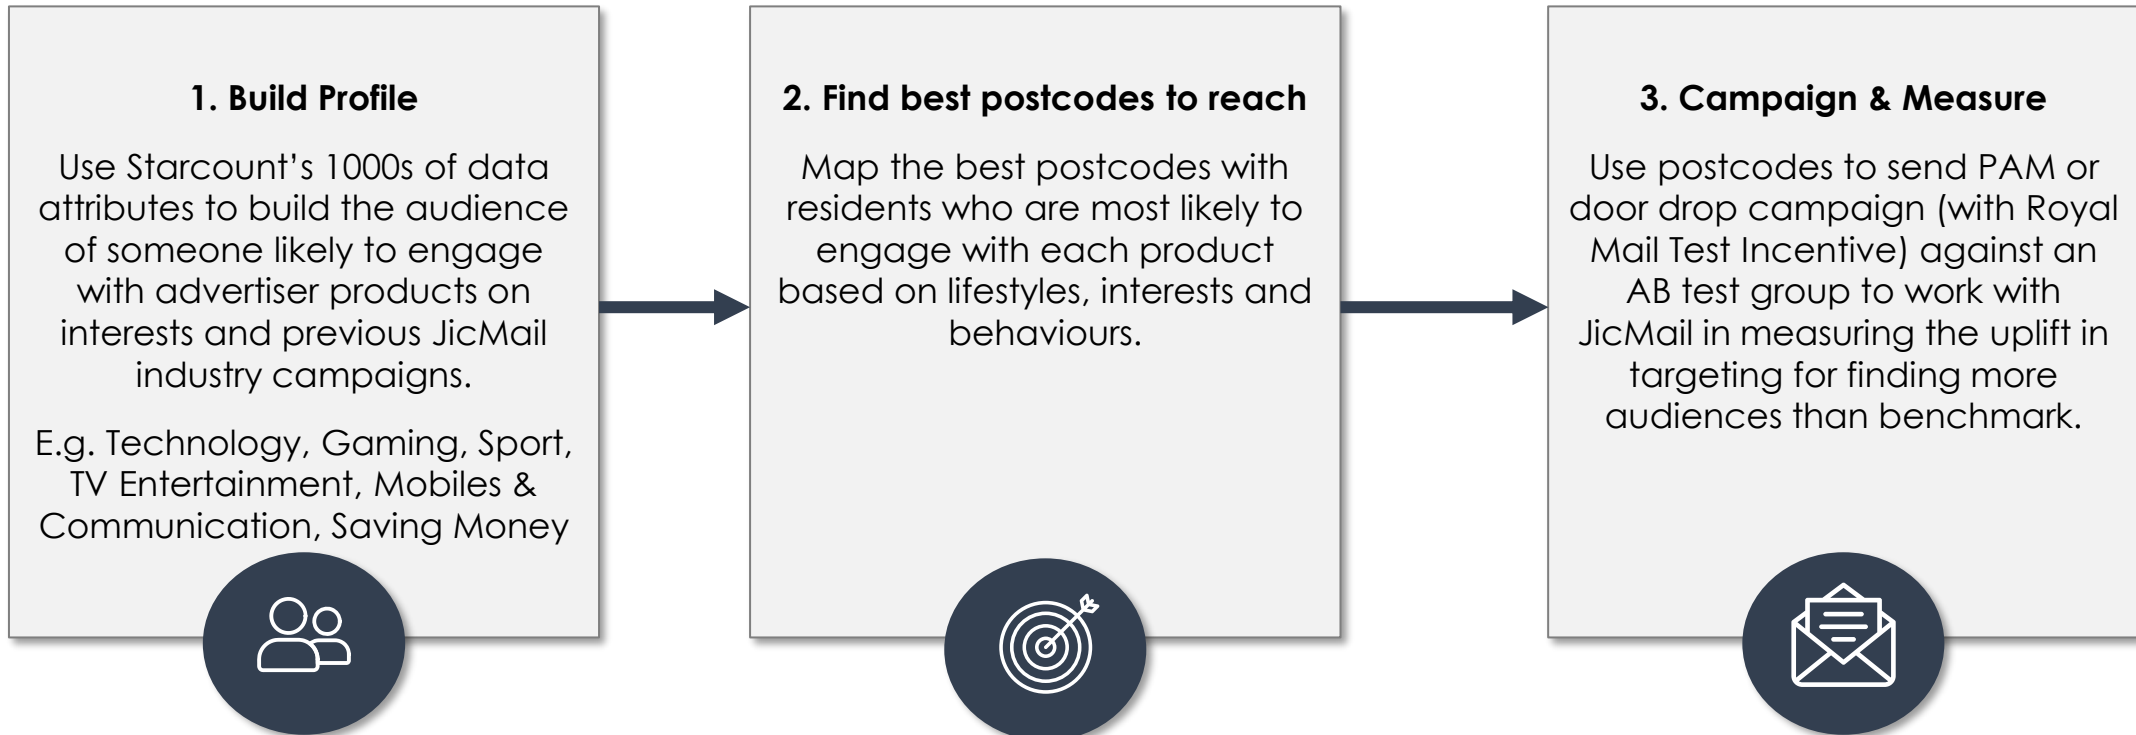 1. Build Profile
Use Starcount’s 1000s of data
attributes to build the audience
of someone likely to engage
with advertiser products on
interests and previous JicMail
industry campaigns.
E.g. Technology, Gaming, Sport,
TV Entertainment, Mobiles &
Communication, Saving Money
2. Find best postcodes to reach
Map the best postcodes with
residents who are most likely to
engage with each product
based on lifestyles, interests and
behaviours.
3. Campaign & Measure
Use postcodes to send PAM or
door drop campaign (with Royal
Mail Test Incentive) against an
AB test group to work with
JicMail in measuring the uplift in
targeting for finding more
audiences than benchmark.